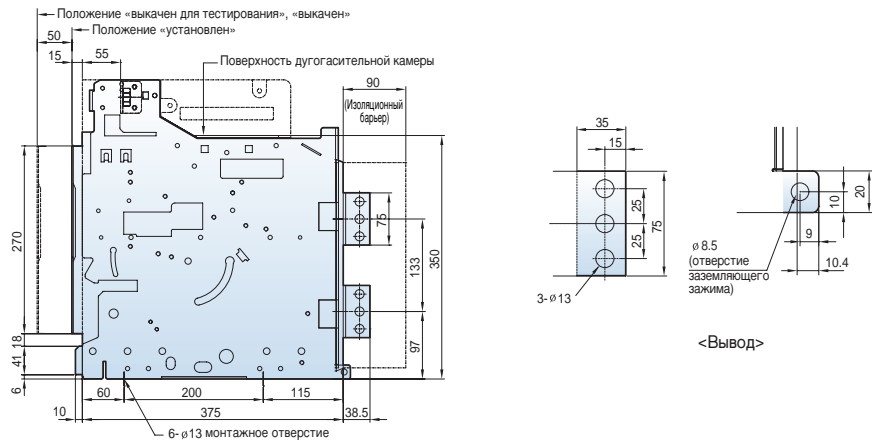 Положение «выкачен для тестирования», «выкачен»
Положение «установлен»
50
15
55
Поверхность дугогасительной камеры
90
(Изоляционный
барьер)
270
18
41
6
75
133
350
97
60
200
115
10
375
38.5
6-ø13 монтажное отверстие
35
15
25
25
75
3-ø13
20
10
9
10.4
ø8.5
(отверстие
заземляющего
зажима)
<Вывод>